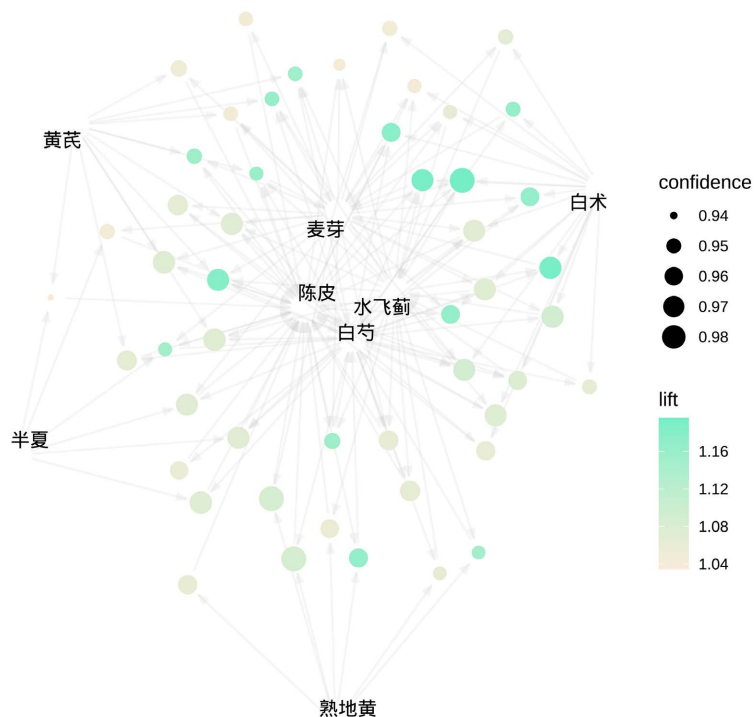 黄芪
白术
麦芽
陈皮
水飞蓟
白芍
半夏
熟地黄
confidence
0.94
0.95
0.96
0.97
0.98
lift
1.16
1.12
1.08
1.04